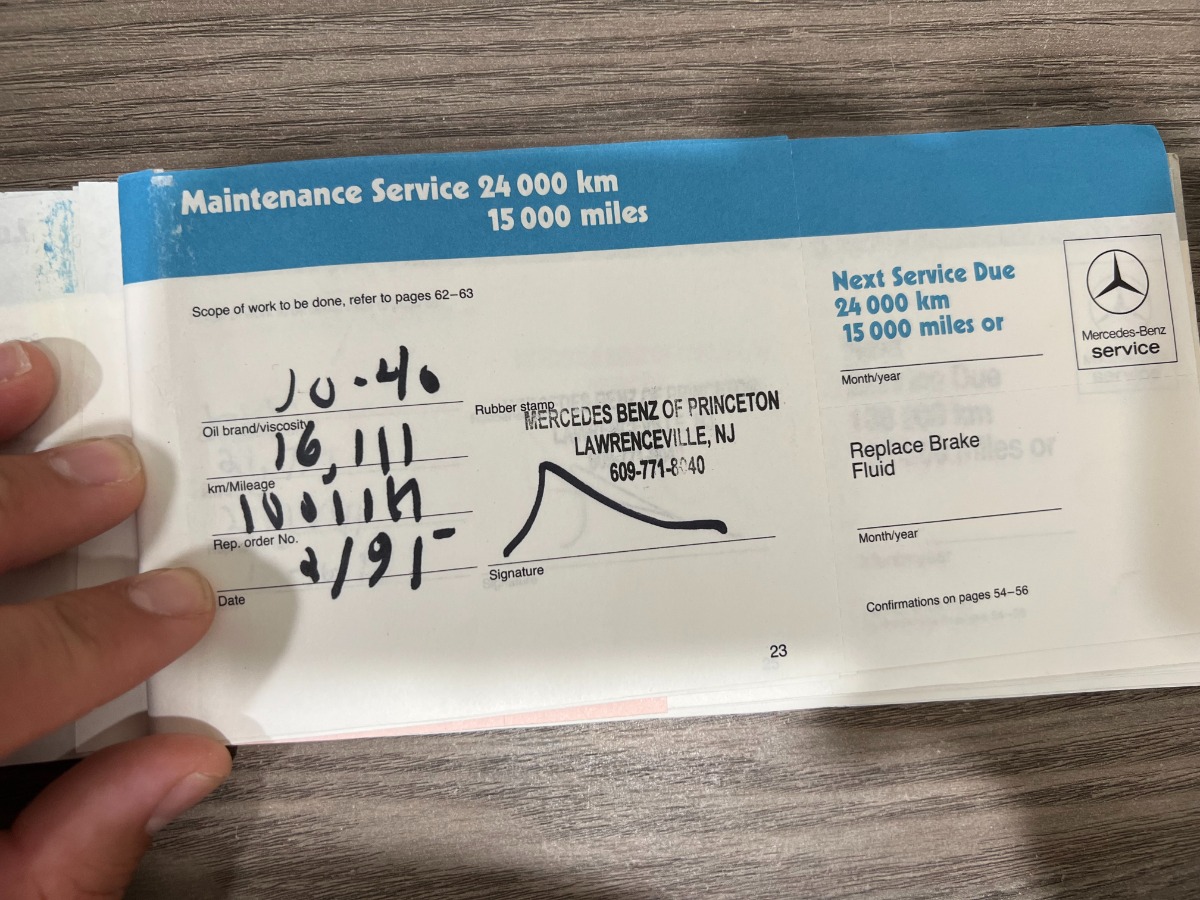 Maintenance Service 24 000 km
15 000 miles
Scope of work to be done, refer to pages 62–63
10-40
Oil brand/viscosity
16,111
km/Mileage
Rep. order No.
Date
Rubber stamp
MERCEDES BENZ OF PRINCETON
LAWRENCEVILLE, NJ
609-771-8040
Signature
23
Next Service Due
24 000 km
15 000 miles or
Month/year
Replace Brake
Fluid
Month/year
Confirmations on pages 54–56
Mercedes-Benz
service